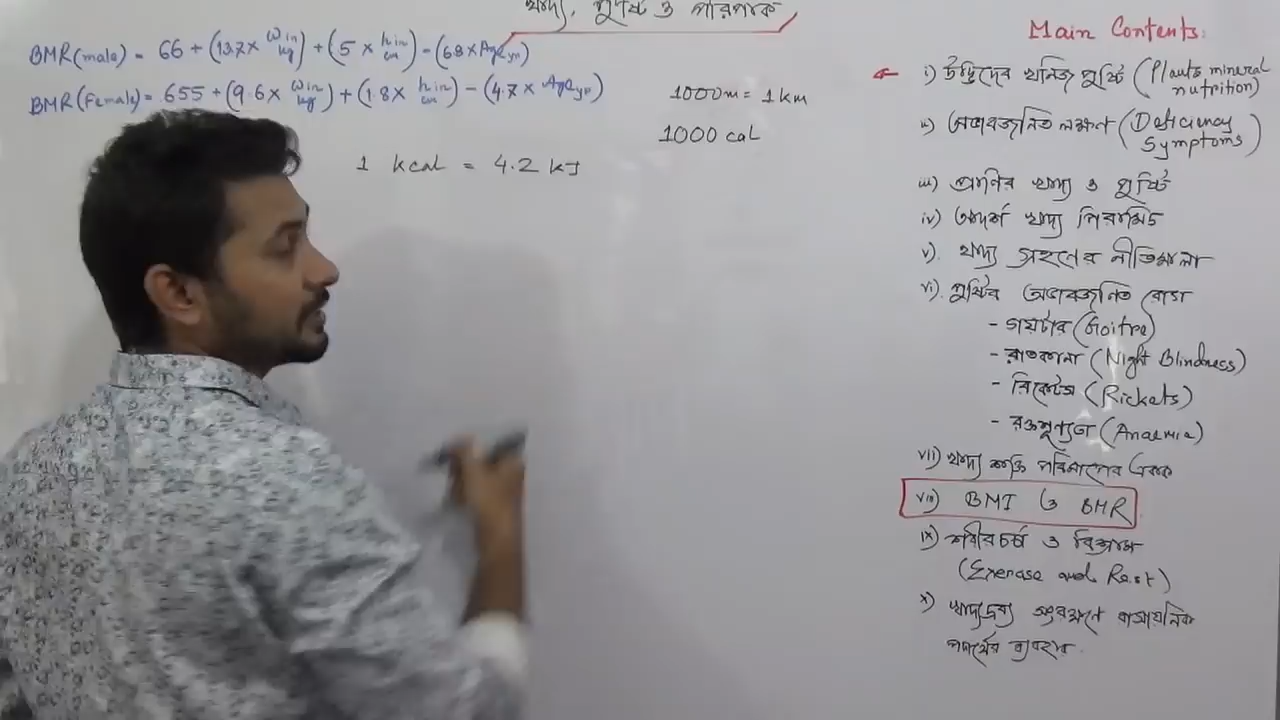 খাদ্য, পুষ্টি ও পরিপাক
BMR(male) = 66 + (13.7 × W in kg) + (5 × h in cm) - (6.8 × Age yr)
BMR(Female) = 655 + (9.6 × W in kg) + (1.8 × h in cm) - (4.7 × Age yr)
1000m = 1 km
1000 cal
1 kcal = 4.2 kJ
Main Contents:
i) উদ্ভিদের খনিজ পুষ্টি (Plants mineral nutrition)
ii) অভাবজনিত লক্ষণ (Deficiency Symptoms)
iii) প্রাণির খাদ্য ও পুষ্টি
iv) আদর্শ খাদ্য পিরামিড
v). খাদ্য গ্রহণের নীতিমালা
vi). পুষ্টির অভাবজনিত রোগ
- গয়টার (Goitre)
- রাতকানা (Night Blindness)
- রিকেটস (Rickets)
- রক্তশূণ্যতা (Anaemia)
vii) খাদ্য শক্তি পরিমাপের একক
viii) BMI ও BMR
ix) শরীরচর্চা ও বিশ্রাম
(Exercise and Rest)
x) খাদ্যদ্রব্য সংরক্ষণে রাসায়নিক
পদার্থের ব্যবহার.